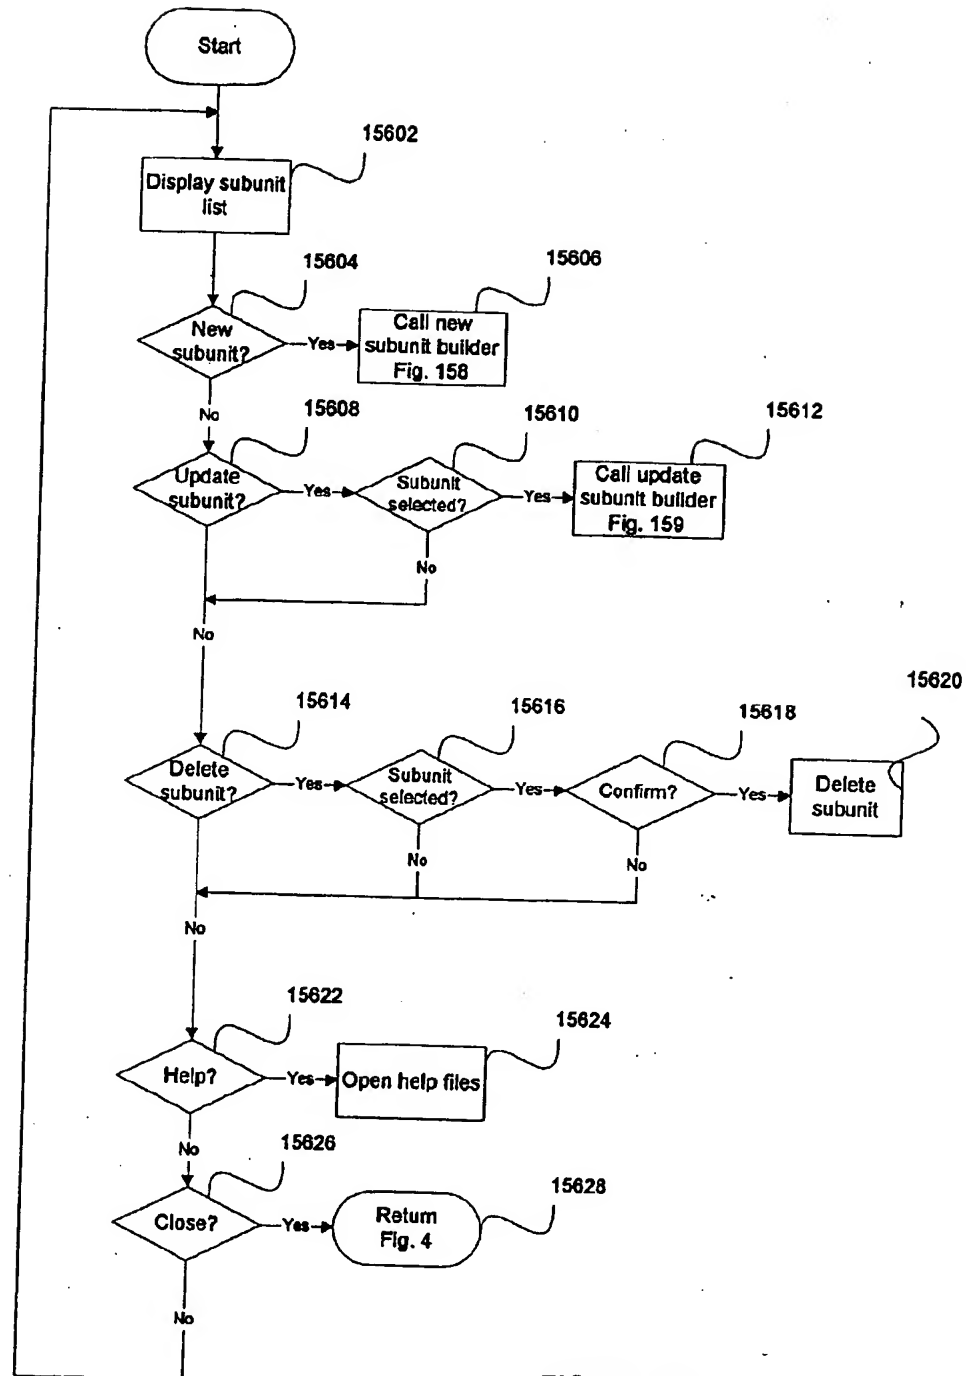 Start
15602
Display subunit
list
15604
15606
New
subunit?
Yes
Call new
subunit builder
Fig. 158
No
15608
15610
15612
Update
subunit?
Yes
Subunit
selected?
Yes
Call update
subunit builder
Fig. 159
No
No
15614
15616
15618
15620
Delete
subunit?
Yes
Subunit
selected?
Yes
Confirm?
Yes
Delete
subunit
No
No
No
15622
15624
Help?
Yes
Open help files
No
15626
15628
Close?
Yes
Return
Fig. 4
No